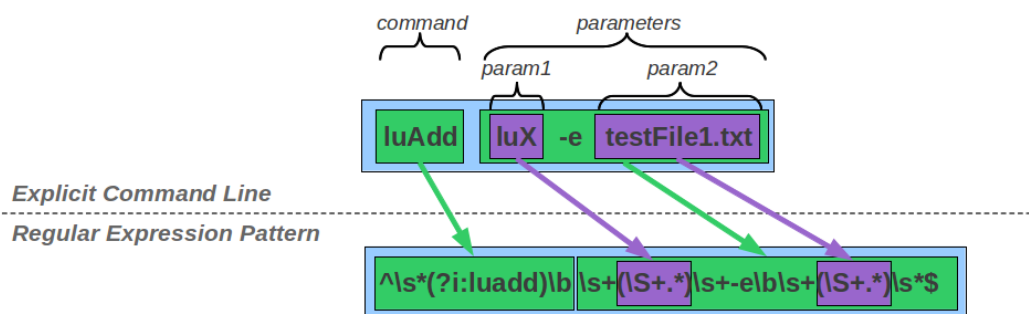 command parameters
param1 param2
luAdd luX -e testFile1.txt
Explicit Command Line
Regular Expression Pattern
^\s*(?i:luadd)\b \s+(\S+.*)\s+-e\b\s+(\S+.*)\s*$